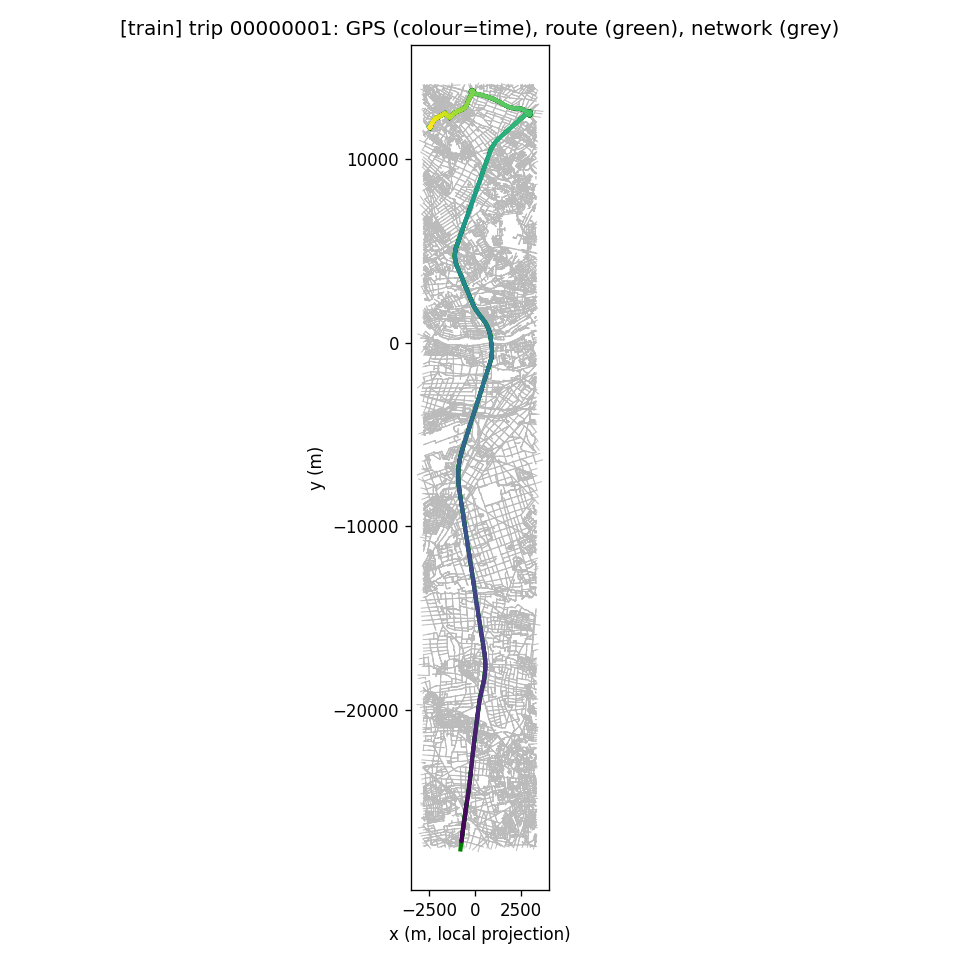 [train] trip 00000001: GPS (colour=time), route (green), network (grey)
10000
0
−10000
−20000
y (m)
−2500 0 2500
x (m, local projection)